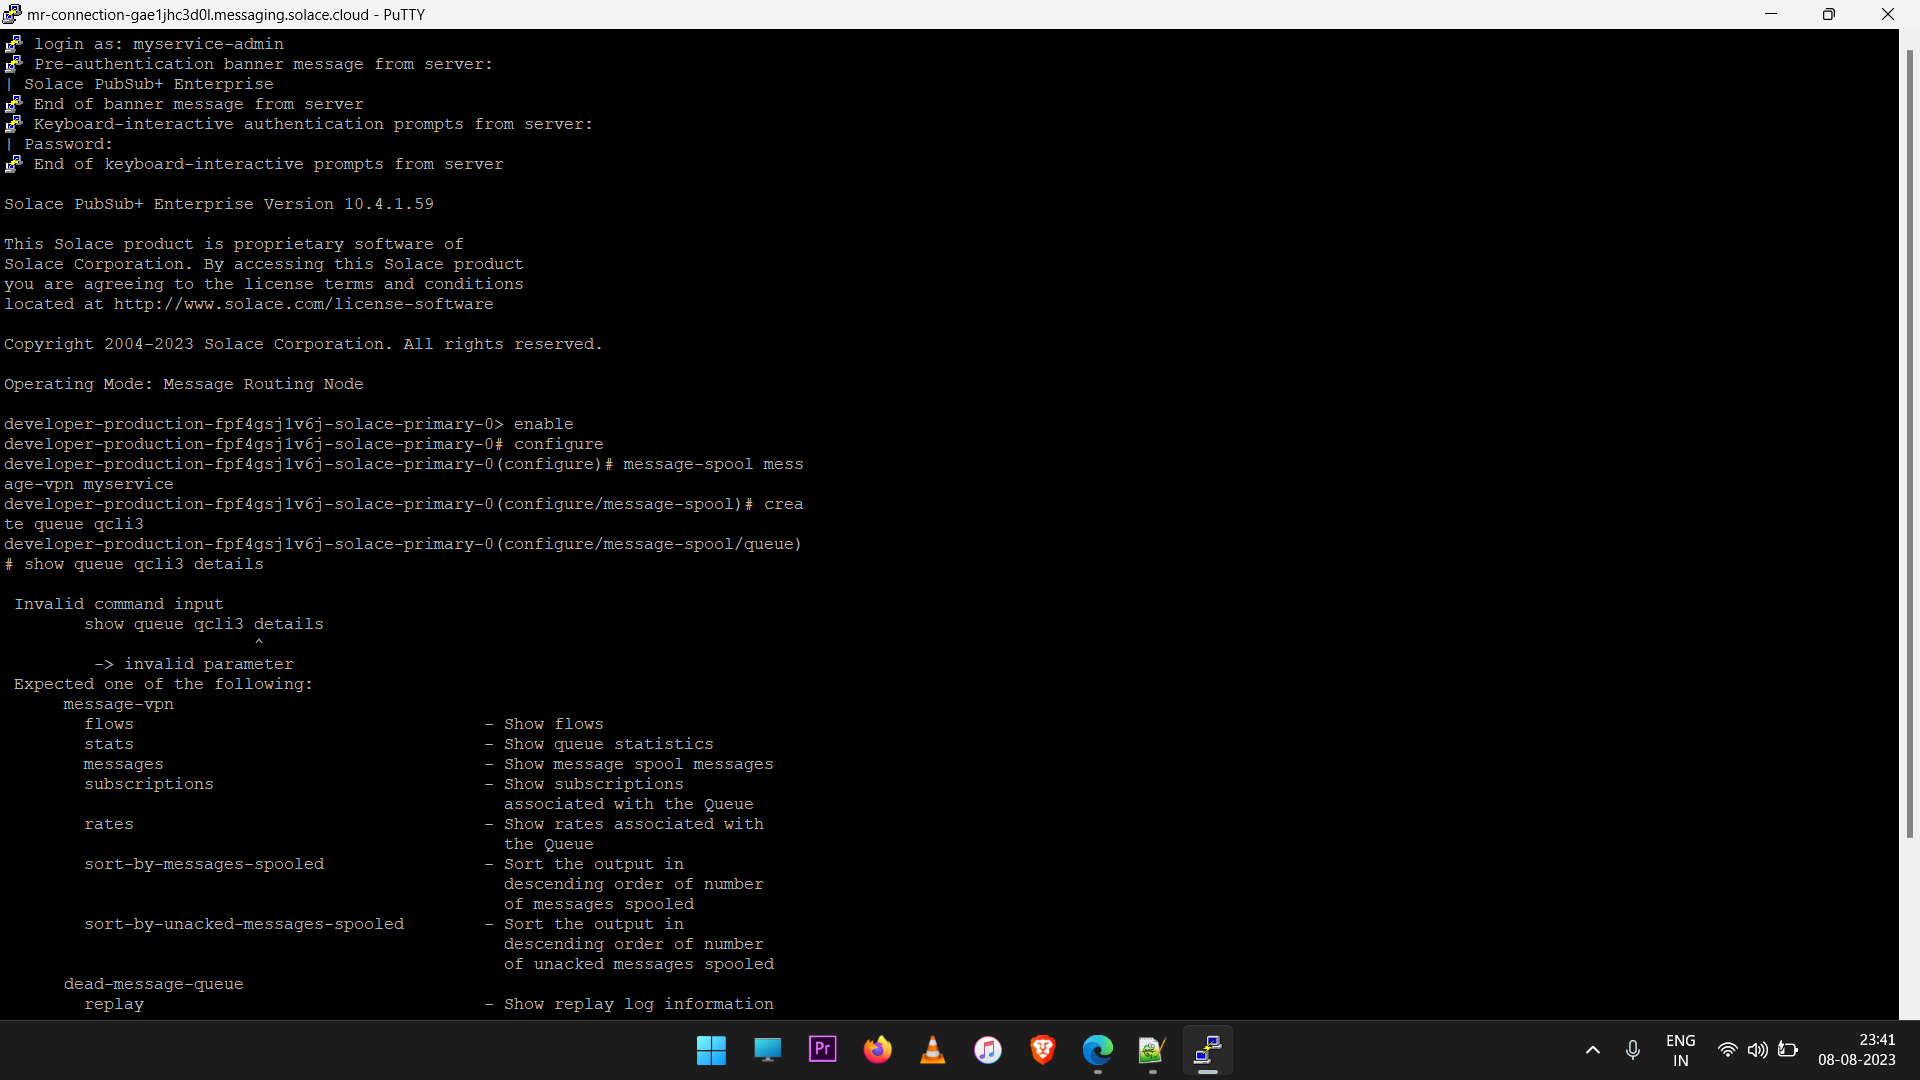 mr-connection-gae1jhc3d0l.messaging.solace.cloud - PuTTY
login as: myservice-admin
Pre-authentication banner message from server:
| Solace PubSub+ Enterprise
End of banner message from server
Keyboard-interactive authentication prompts from server:
| Password:
End of keyboard-interactive prompts from server
Solace PubSub+ Enterprise Version 10.4.1.59
This Solace product is proprietary software of
Solace Corporation. By accessing this Solace product
you are agreeing to the license terms and conditions
located at http://www.solace.com/license-software
Copyright 2004-2023 Solace Corporation. All rights reserved.
Operating Mode: Message Routing Node
developer-production-fpf4gsj1v6j-solace-primary-0> enable
developer-production-fpf4gsj1v6j-solace-primary-0# configure
developer-production-fpf4gsj1v6j-solace-primary-0(configure)# message-spool mess
age-vpn myservice
developer-production-fpf4gsj1v6j-solace-primary-0(configure/message-spool)# crea
te queue qcli3
developer-production-fpf4gsj1v6j-solace-primary-0(configure/message-spool/queue)
# show queue qcli3 details
Invalid command input
show queue qcli3 details
^
-> invalid parameter
Expected one of the following:
message-vpn
flows - Show flows
stats - Show queue statistics
messages - Show message spool messages
subscriptions - Show subscriptions
associated with the Queue
rates - Show rates associated with
the Queue
sort-by-messages-spooled - Sort the output in
descending order of number
of messages spooled
sort-by-unacked-messages-spooled - Sort the output in
descending order of number
of unacked messages spooled
dead-message-queue
replay - Show replay log information
Pr
ENG
IN
23:41
08-08-2023